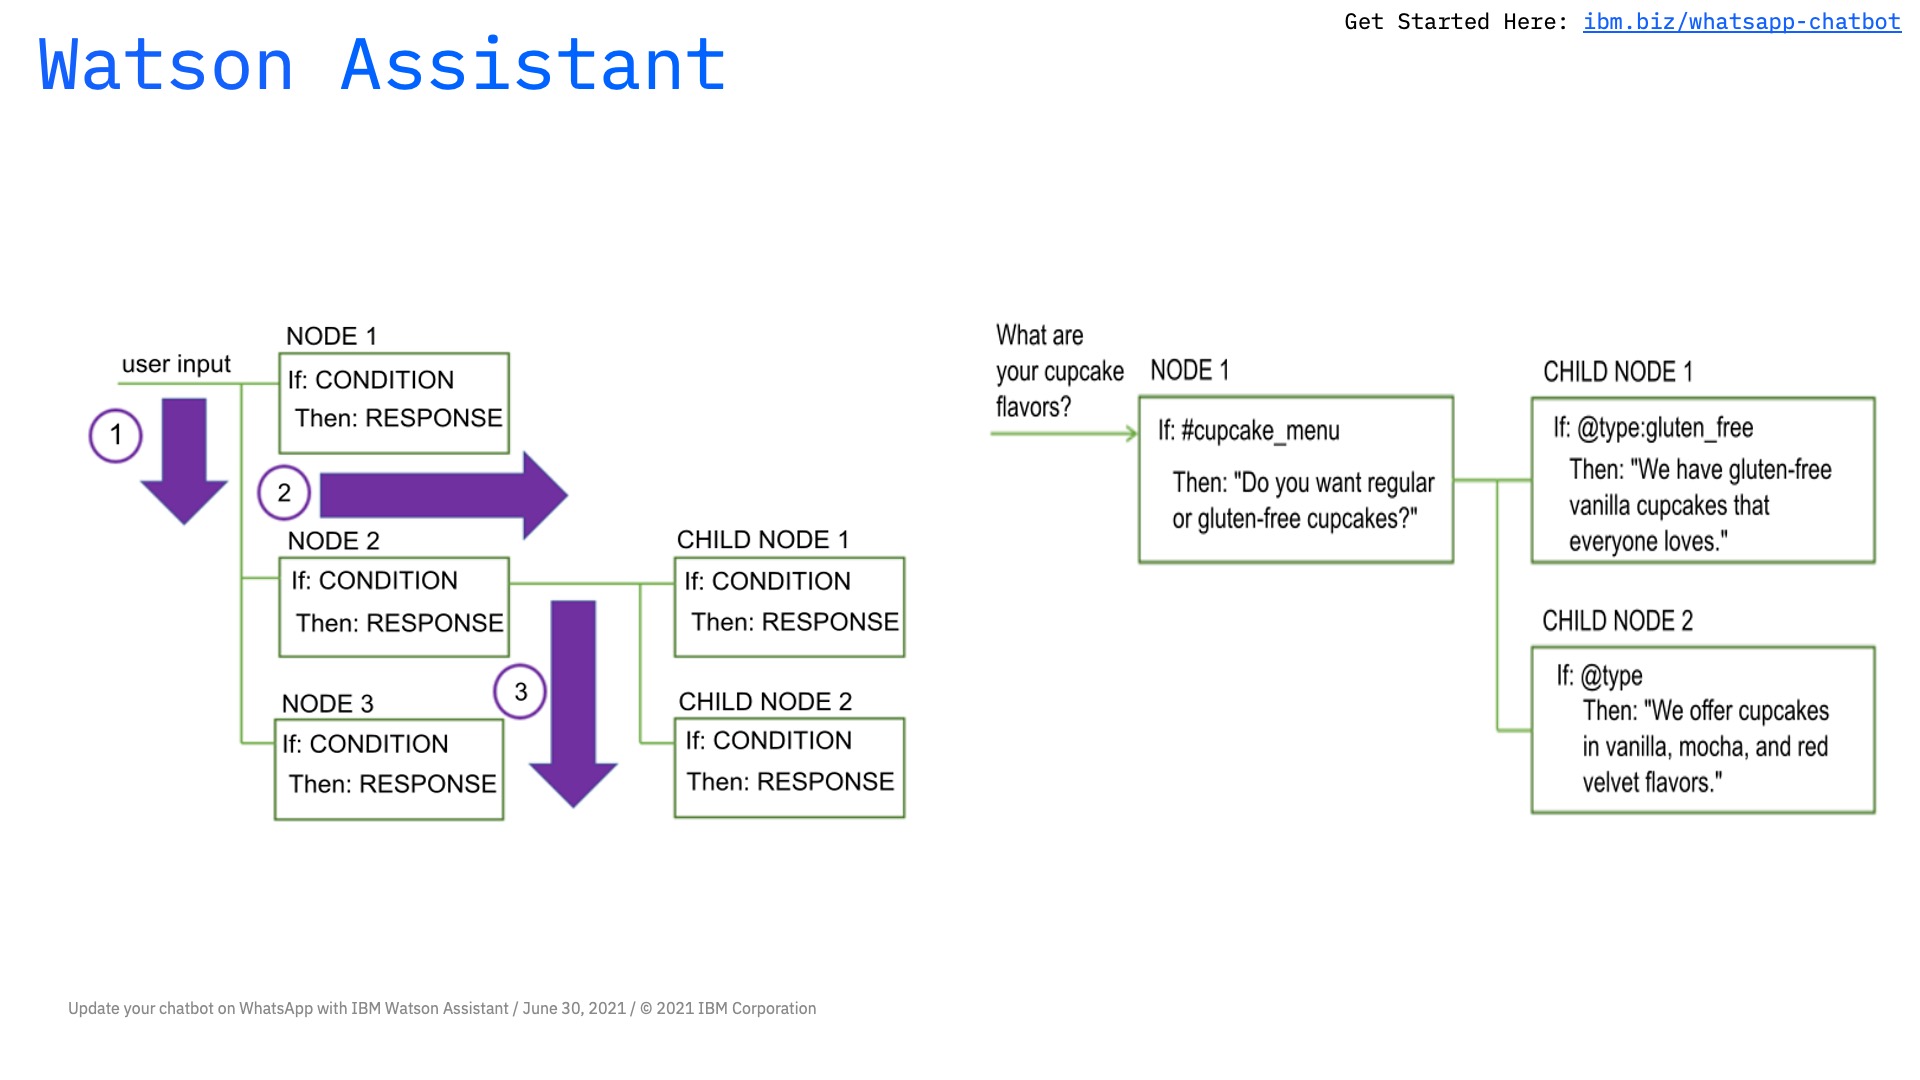 Get Started Here: ibm.biz/whatsapp-chatbot
Watson Assistant
user input
NODE 1
If: CONDITION
Then: RESPONSE
1
2
NODE 2
If: CONDITION
Then: RESPONSE
CHILD NODE 1
If: CONDITION
Then: RESPONSE
3
NODE 3
If: CONDITION
Then: RESPONSE
CHILD NODE 2
If: CONDITION
Then: RESPONSE
What are
your cupcake
flavors?
NODE 1
If: #cupcake_menu
Then: "Do you want regular
or gluten-free cupcakes?"
CHILD NODE 1
If: @type:gluten_free
Then: "We have gluten-free
vanilla cupcakes that
everyone loves."
CHILD NODE 2
If: @type
Then: "We offer cupcakes
in vanilla, mocha, and red
velvet flavors."
Update your chatbot on WhatsApp with IBM Watson Assistant / June 30, 2021 / © 2021 IBM Corporation